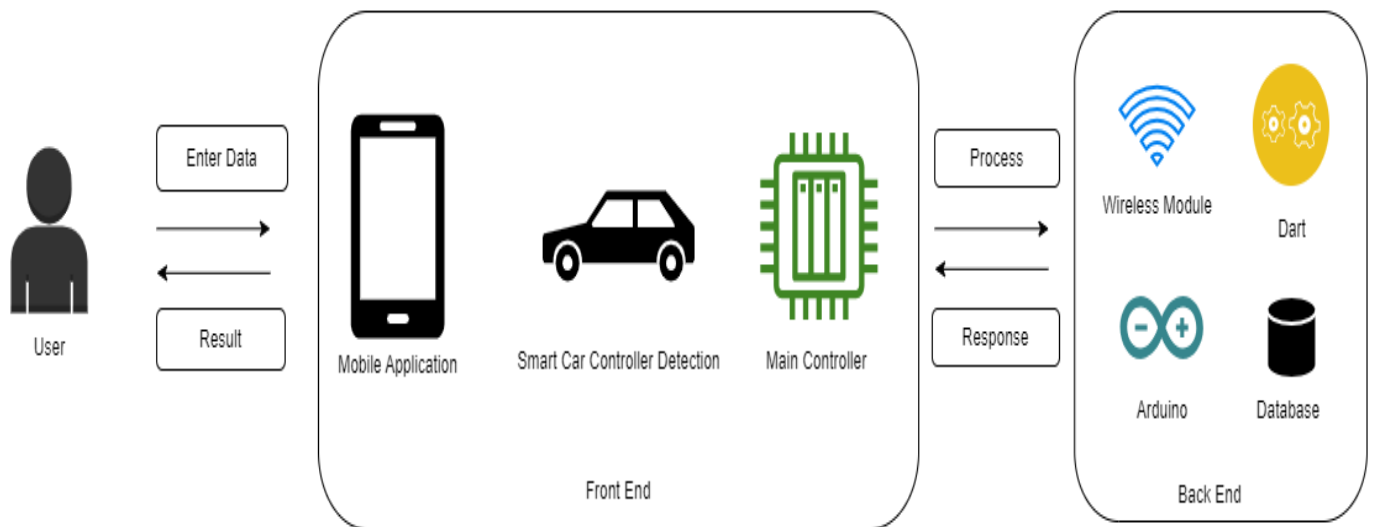 Enter Data
Result
User
Mobile Application
Smart Car Controller Detection
Main Controller
Front End
Process
Response
Wireless Module
Dart
Arduino
Database
Back End